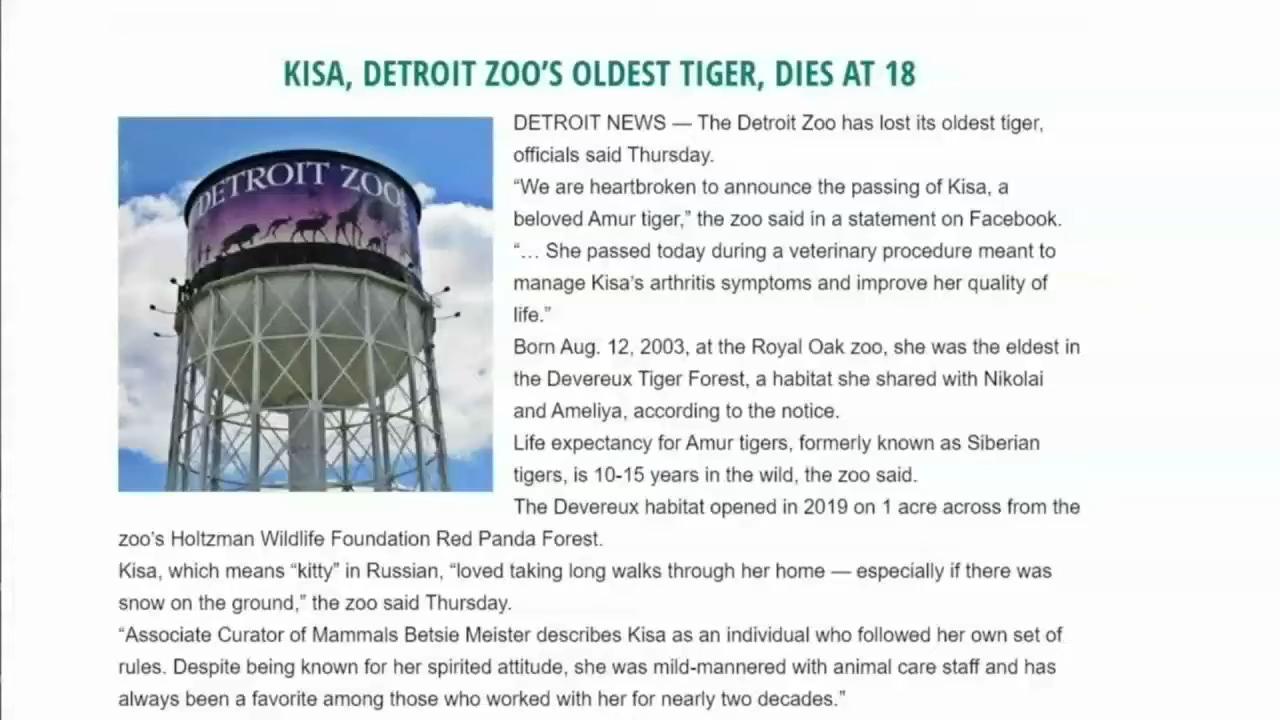 KISA, DETROIT ZOO'S OLDEST TIGER, DIES AT 18
DETROIT ZOO
DETROIT NEWS — The Detroit Zoo has lost its oldest tiger,
officials said Thursday.
“We are heartbroken to announce the passing of Kisa, a
beloved Amur tiger,” the zoo said in a statement on Facebook.
“… She passed today during a veterinary procedure meant to
manage Kisa’s arthritis symptoms and improve her quality of
life.”
Born Aug. 12, 2003, at the Royal Oak zoo, she was the eldest in
the Devereux Tiger Forest, a habitat she shared with Nikolai
and Ameliya, according to the notice.
Life expectancy for Amur tigers, formerly known as Siberian
tigers, is 10-15 years in the wild, the zoo said.
The Devereux habitat opened in 2019 on 1 acre across from the
zoo’s Holtzman Wildlife Foundation Red Panda Forest.
Kisa, which means “kitty” in Russian, “loved taking long walks through her home — especially if there was
snow on the ground,” the zoo said Thursday.
“Associate Curator of Mammals Betsie Meister describes Kisa as an individual who followed her own set of
rules. Despite being known for her spirited attitude, she was mild-mannered with animal care staff and has
always been a favorite among those who worked with her for nearly two decades.”